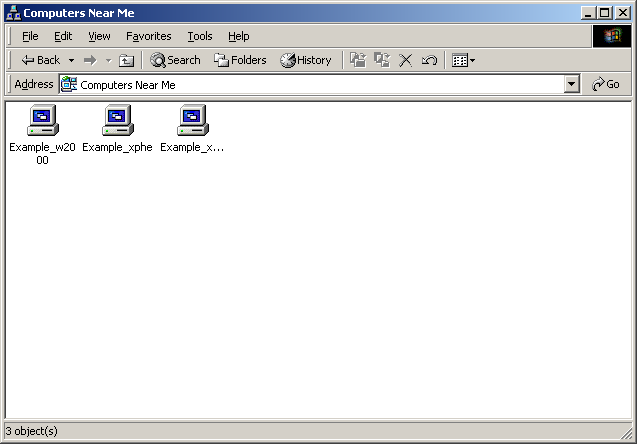 Computers Near Me
File Edit View Favorites Tools Help
Back Search Folders History
Address Computers Near Me Go
Example_w20
00
Example_xphe
Example_x...
3 object(s)